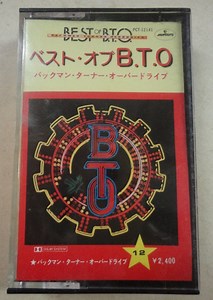 BEST OF B.T.O
ベスト・オブB.T.O
バックマン・ターナー・オーバードライブ
BTO
12
★バックマン・ターナー・オーバードライブ
¥2,400